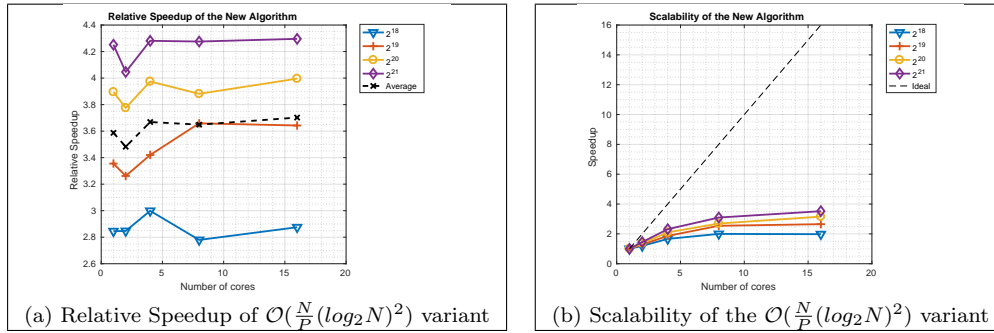 Relative Speedup of the New Algorithm
4.4
4.2
4
3.8
3.6
3.4
3.2
3
2.8
2.6
Relative Speedup
0 5 10 15 20
Number of cores
2^18
2^19
2^20
2^21
Average
(a) Relative Speedup of O(N/P (log₂N)²) variant
Scalability of the New Algorithm
16
14
12
10
8
6
4
2
0
Speedup
0 5 10 15 20
Number of cores
2^18
2^19
2^20
2^21
Ideal
(b) Scalability of the O(N/P (log₂N)²) variant